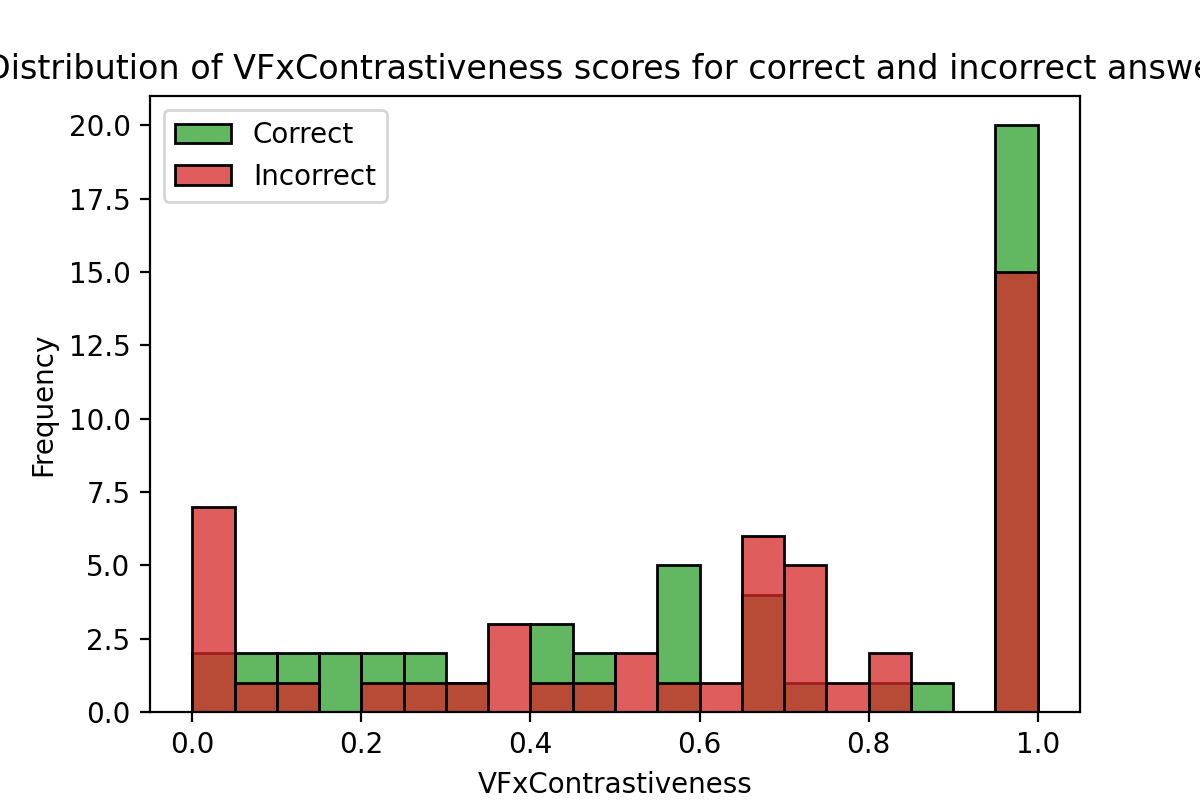 Distribution of VFxContrastiveness scores for correct and incorrect answe
Correct
Incorrect
20.0
17.5
15.0
12.5
10.0
7.5
5.0
2.5
0.0
Frequency
0.0 0.2 0.4 0.6 0.8 1.0
VFxContrastiveness